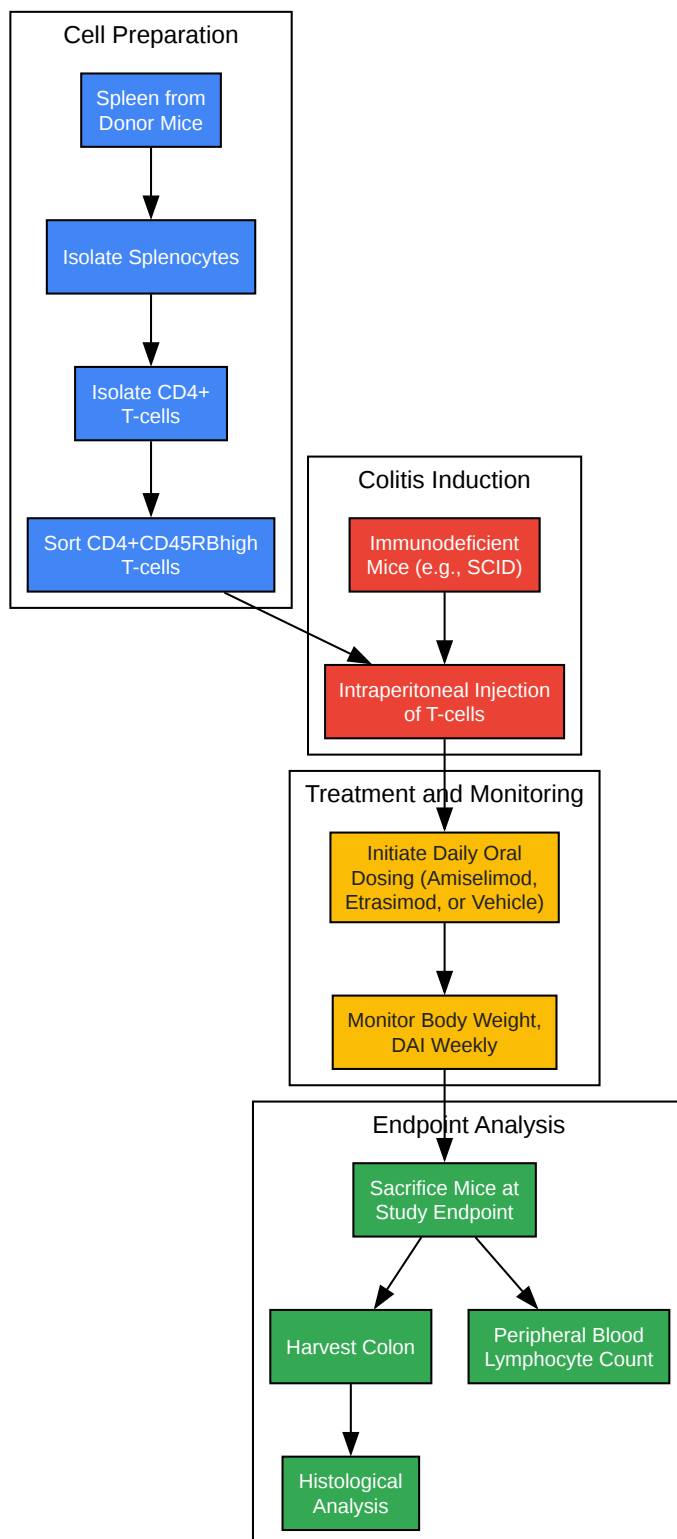 Cell Preparation
Spleen from
Donor Mice
Isolate Splenocytes
Isolate CD4+
T-cells
Sort CD4+CD45RBhigh
T-cells
Colitis Induction
Immunodeficient
Mice (e.g., SCID)
Intraperitoneal Injection
of T-cells
Treatment and Monitoring
Initiate Daily Oral
Dosing (Amiselimod,
Etrasimod, or Vehicle)
Monitor Body Weight,
DAI Weekly
Endpoint Analysis
Sacrifice Mice at
Study Endpoint
Harvest Colon
Peripheral Blood
Lymphocyte Count
Histological
Analysis